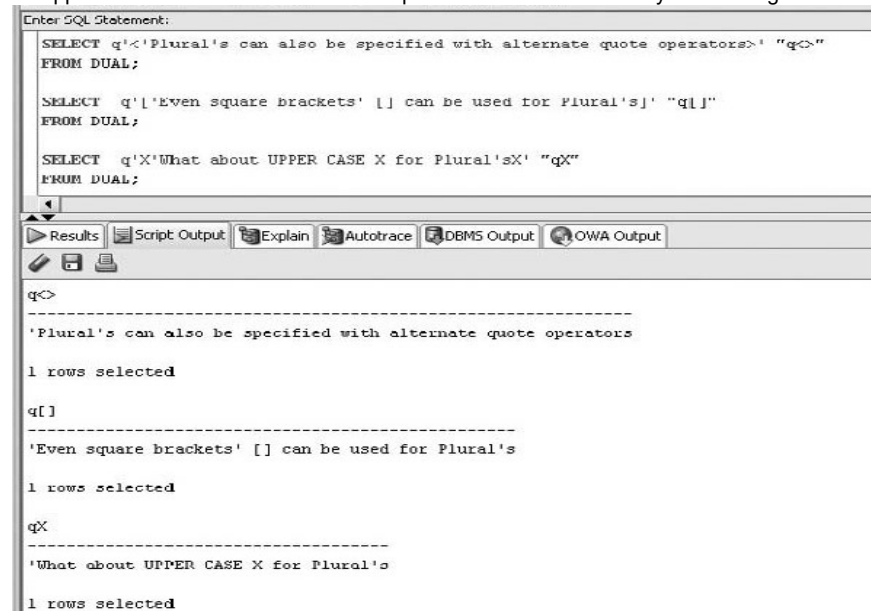 Enter SQL Statement:
SELECT q'<'Plural's can also be specified with alternate quote operators>' "q<>"
FROM DUAL;
SELECT q'['Even square brackets' [] can be used for Plural's]' "q[]"
FROM DUAL;
SELECT q'X'What about UPPER CASE X for Plural'sX' "qX"
FROM DUAL;
Results Script Output Explain Autotrace DBMS Output OWA Output
q<>
'Plural's can also be specified with alternate quote operators
1 rows selected
q[]
'Even square brackets' [] can be used for Plural's
1 rows selected
qX
'What about UPPER CASE X for Plural's
1 rows selected